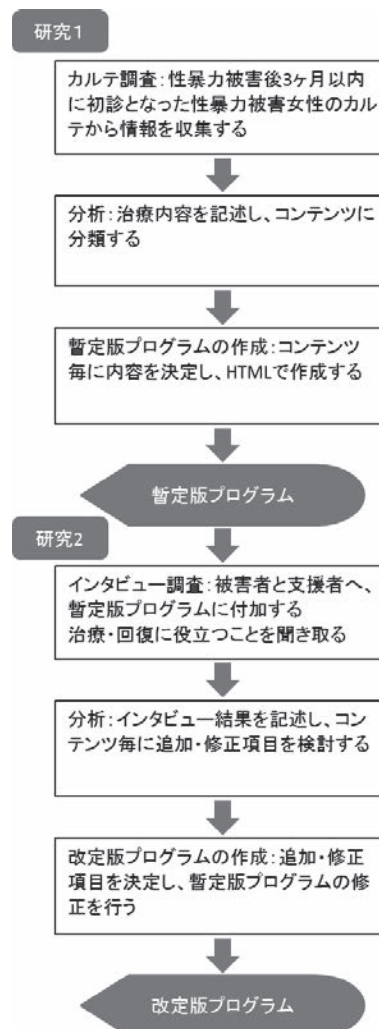 研究1
カルテ調査:性暴力被害後3ヶ月以内
に初診となった性暴力被害女性のカル
テから情報を収集する
分析:治療内容を記述し、コンテンツに
分類する
暫定版プログラムの作成:コンテンツ
毎に内容を決定し、HTMLで作成する
暫定版プログラム
研究2
インタビュー調査:被害者と支援者へ、
暫定版プログラムに付加する
治療・回復に役立つことを聞き取る
分析:インタビュー結果を記述し、コン
テンツ毎に追加・修正項目を検討する
改定版プログラムの作成:追加・修正
項目を決定し、暫定版プログラムの修
正を行う
改定版プログラム